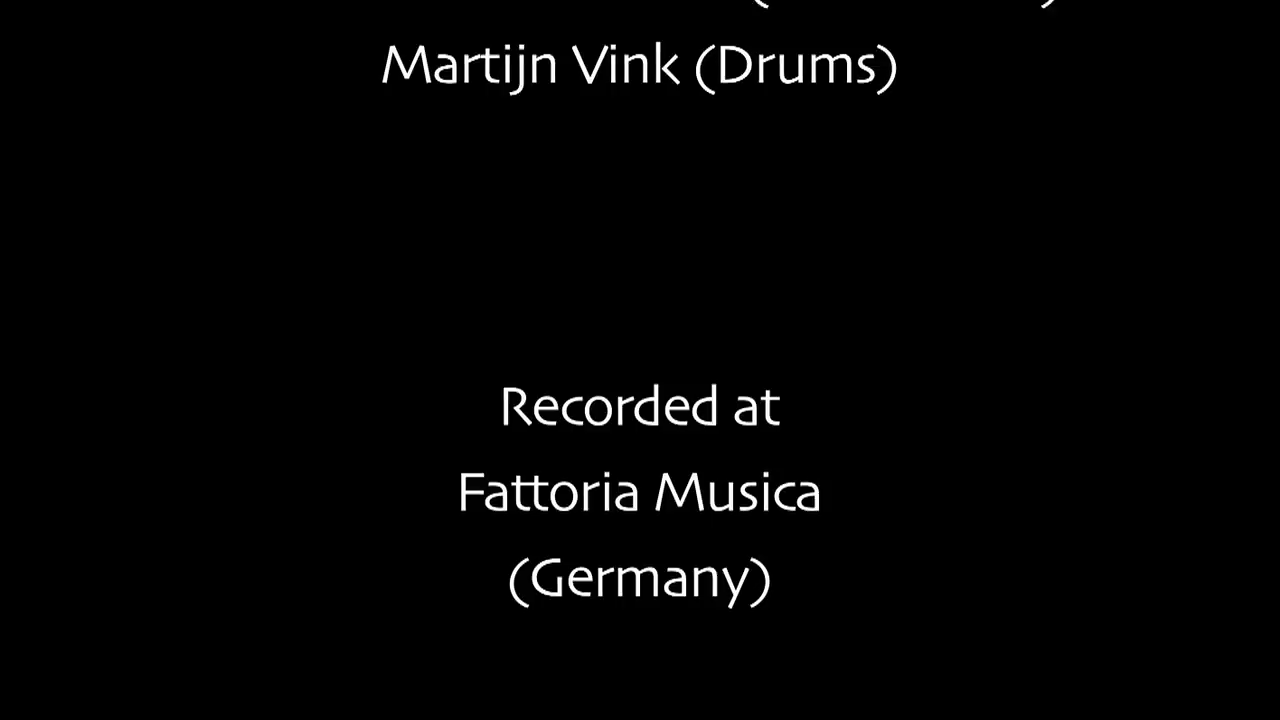 Martijn Vink (Drums)
Recorded at
Fattoria Musica
(Germany)